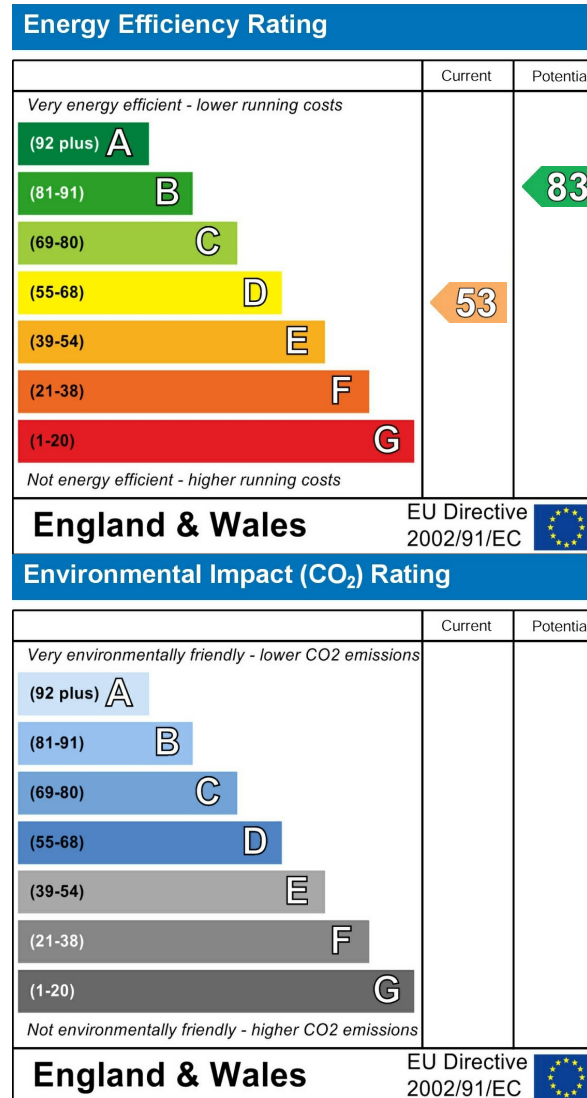 Energy Efficiency Rating
Current Potentia
Very energy efficient - lower running costs
(92 plus) A
(81-91) B
83
(69-80) C
(55-68) D
53
(39-54) E
(21-38) F
(1-20) G
Not energy efficient - higher running costs
England & Wales
EU Directive
2002/91/EC
Environmental Impact (CO₂) Rating
Current Potentia
Very environmentally friendly - lower CO2 emissions
(92 plus) A
(81-91) B
(69-80) C
(55-68) D
(39-54) E
(21-38) F
(1-20) G
Not environmentally friendly - higher CO2 emissions
England & Wales
EU Directive
2002/91/EC